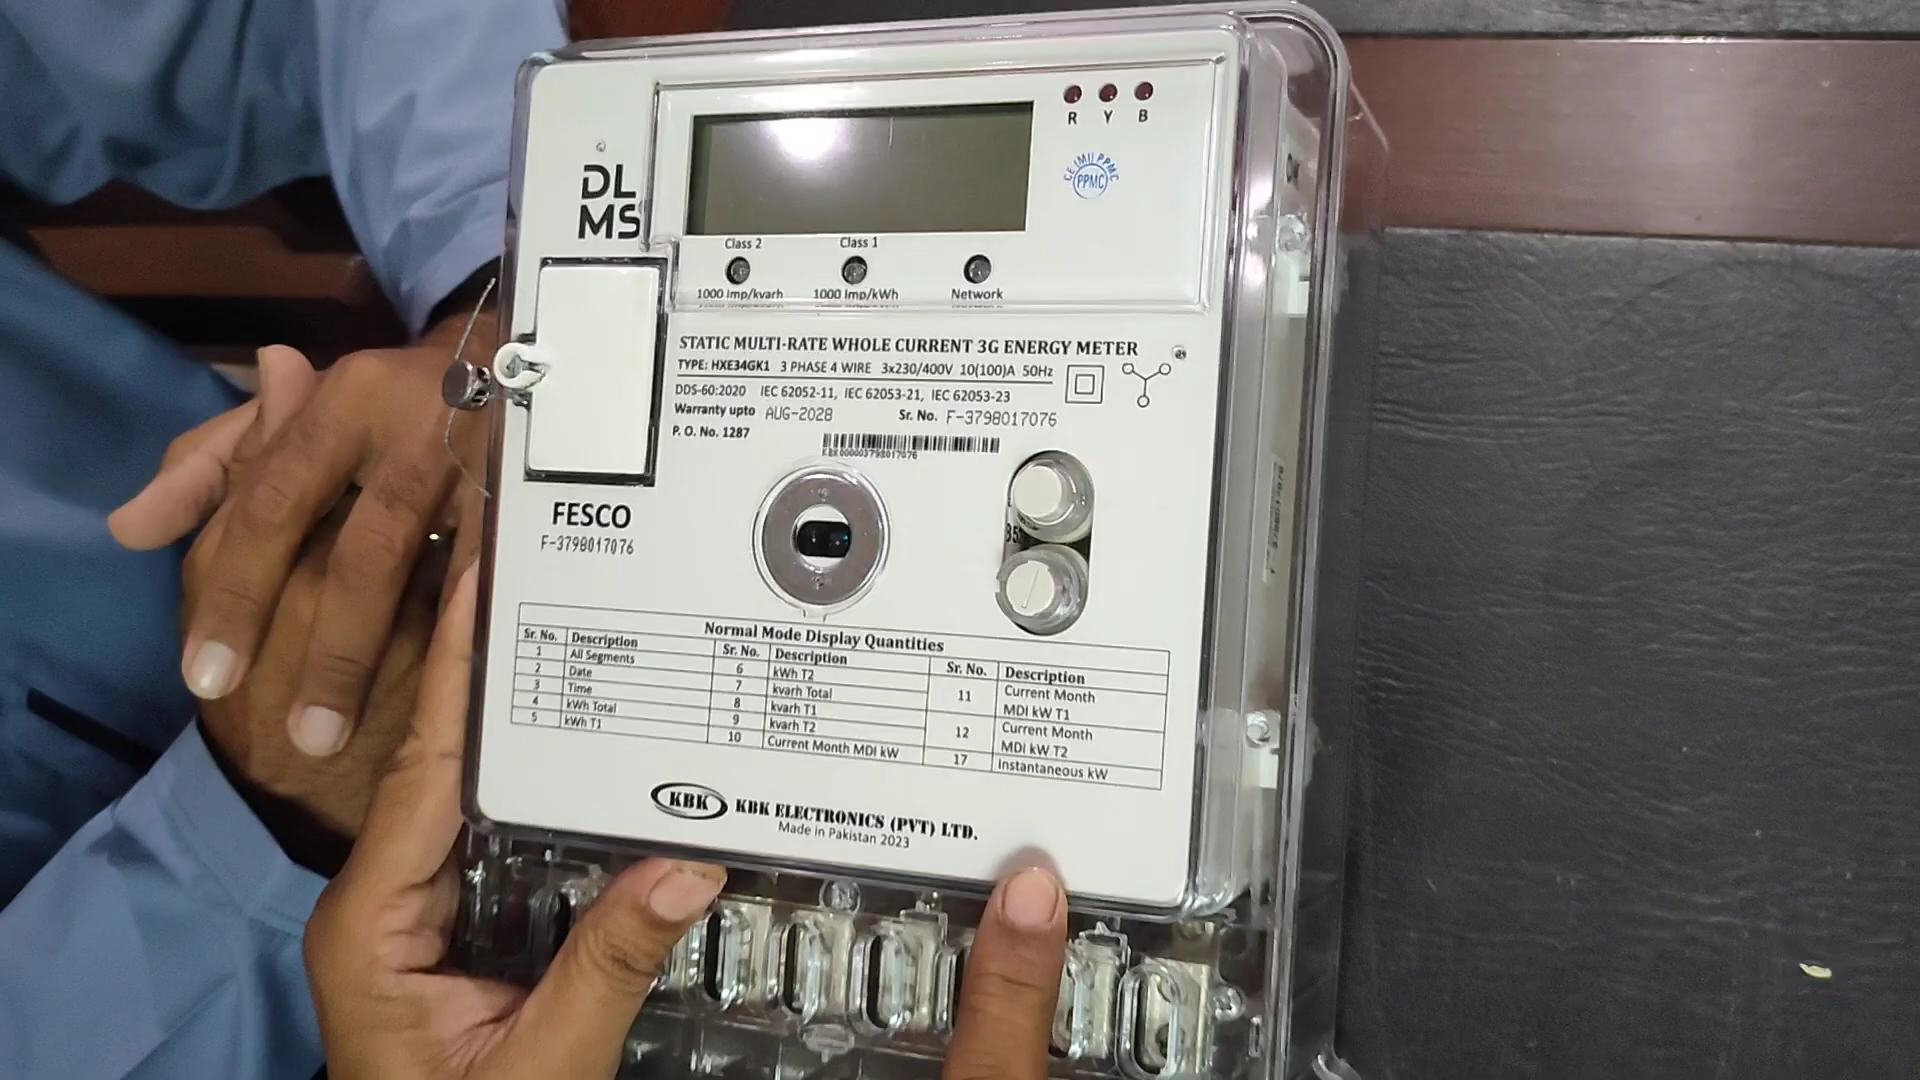 R Y B
CE (MI) PPMC
PPMC
DL
MS
Class 2 Class 1
1000 Imp/kvarh 1000 Imp/kWh Network
STATIC MULTI-RATE WHOLE CURRENT 3G ENERGY METER
TYPE: HXE34GK1 3 PHASE 4 WIRE 3x230/400V 10(100)A 50Hz
DDS-60:2020 IEC 62052-11, IEC 62053-21, IEC 62053-23
Warranty upto AUG-2028 Sr. No. F-3798017076
P. O. No. 1287
KBK000003798017076
FESCO
F-3798017076
Normal Mode Display Quantities
Sr. No. Description Sr. No. Description Sr. No. Description
1 All Segments 6 kWh T2 11 Current Month MDI kW T1
2 Date 7 kvarh Total 12 Current Month MDI kW T2
3 Time 8 kvarh T1 17 Instantaneous kW
4 kWh Total 9 kvarh T2
5 kWh T1 10 Current Month MDI kW
KBK KBK ELECTRONICS (PVT) LTD.
Made in Pakistan 2023